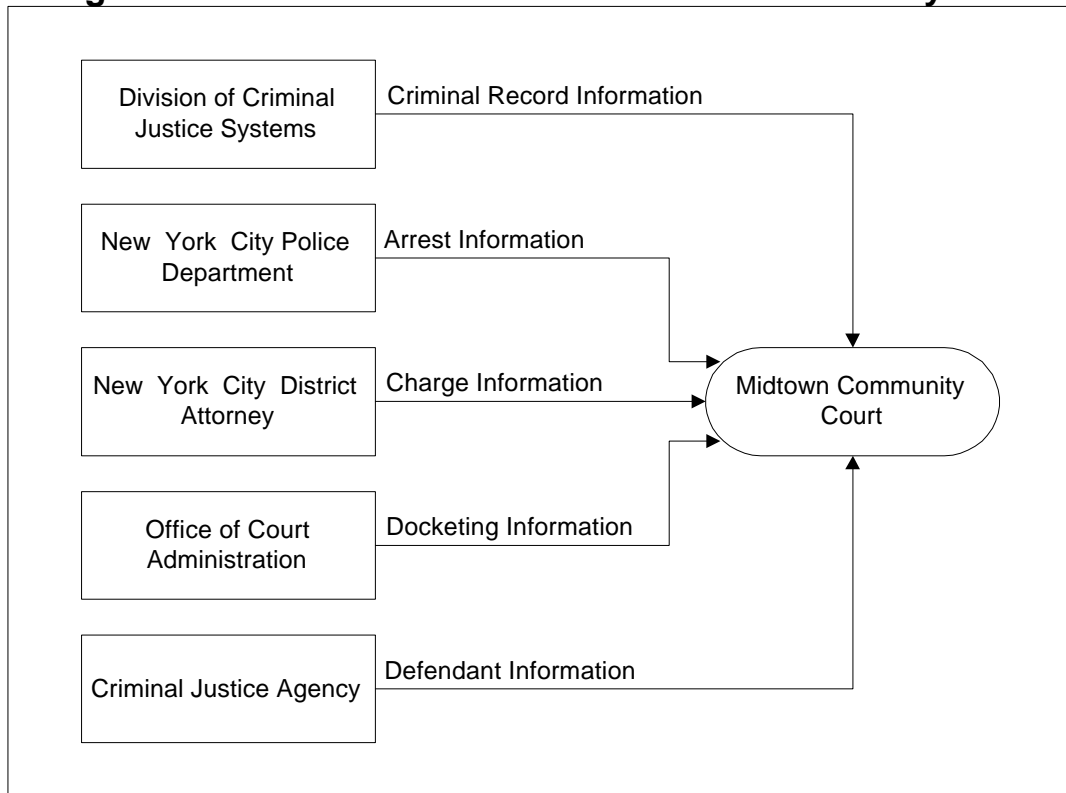 Division of Criminal
Justice Systems
Criminal Record Information
New York City Police
Department
Arrest Information
New York City District
Attorney
Charge Information
Midtown Community
Court
Office of Court
Administration
Docketing Information
Criminal Justice Agency
Defendant Information